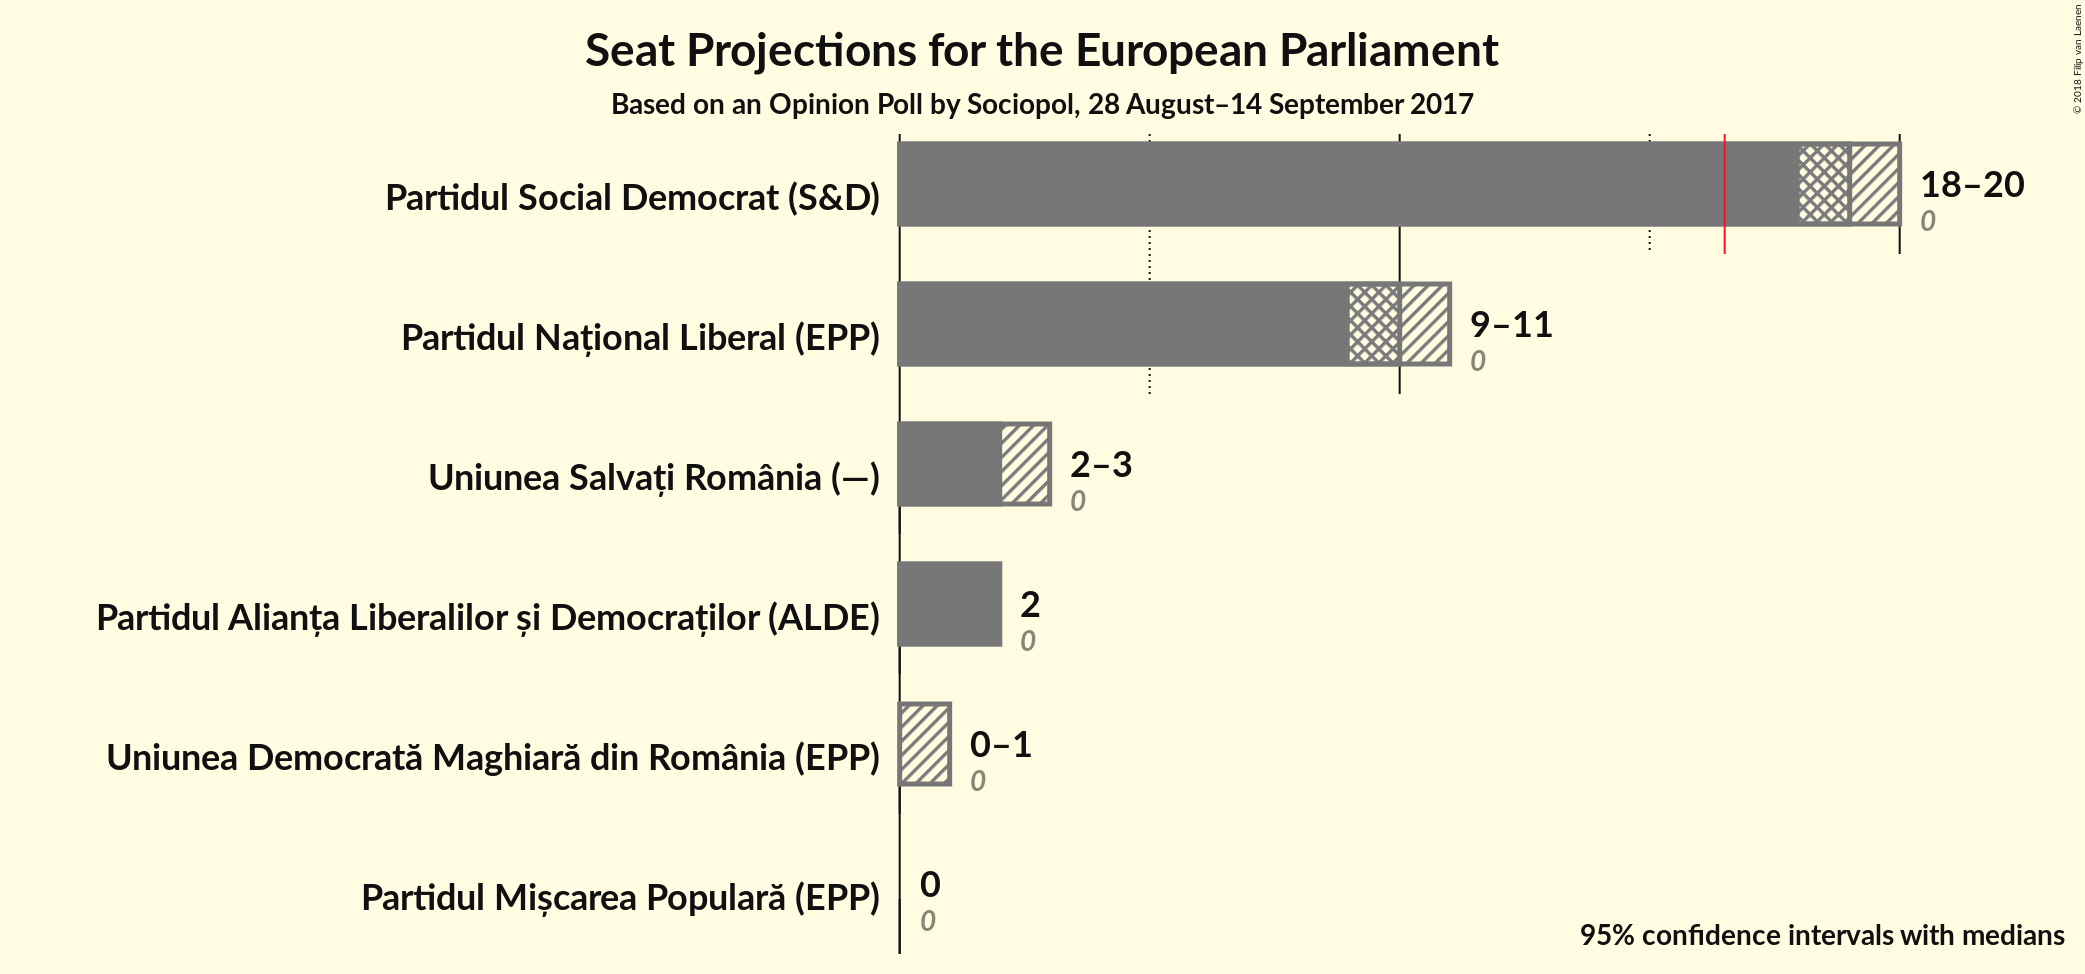 Seat Projections for the European Parliament
Based on an Opinion Poll by Sociopol, 28 August–14 September 2017
© 2018 Filip van Laenen
Partidul Social Democrat (S&D)
18–20
0
Partidul Național Liberal (EPP)
9–11
0
Uniunea Salvați România (—)
2–3
0
Partidul Alianța Liberalilor și Democraților (ALDE)
2
0
Uniunea Democrată Maghiară din România (EPP)
0–1
0
Partidul Mișcarea Populară (EPP)
0
0
95% confidence intervals with medians